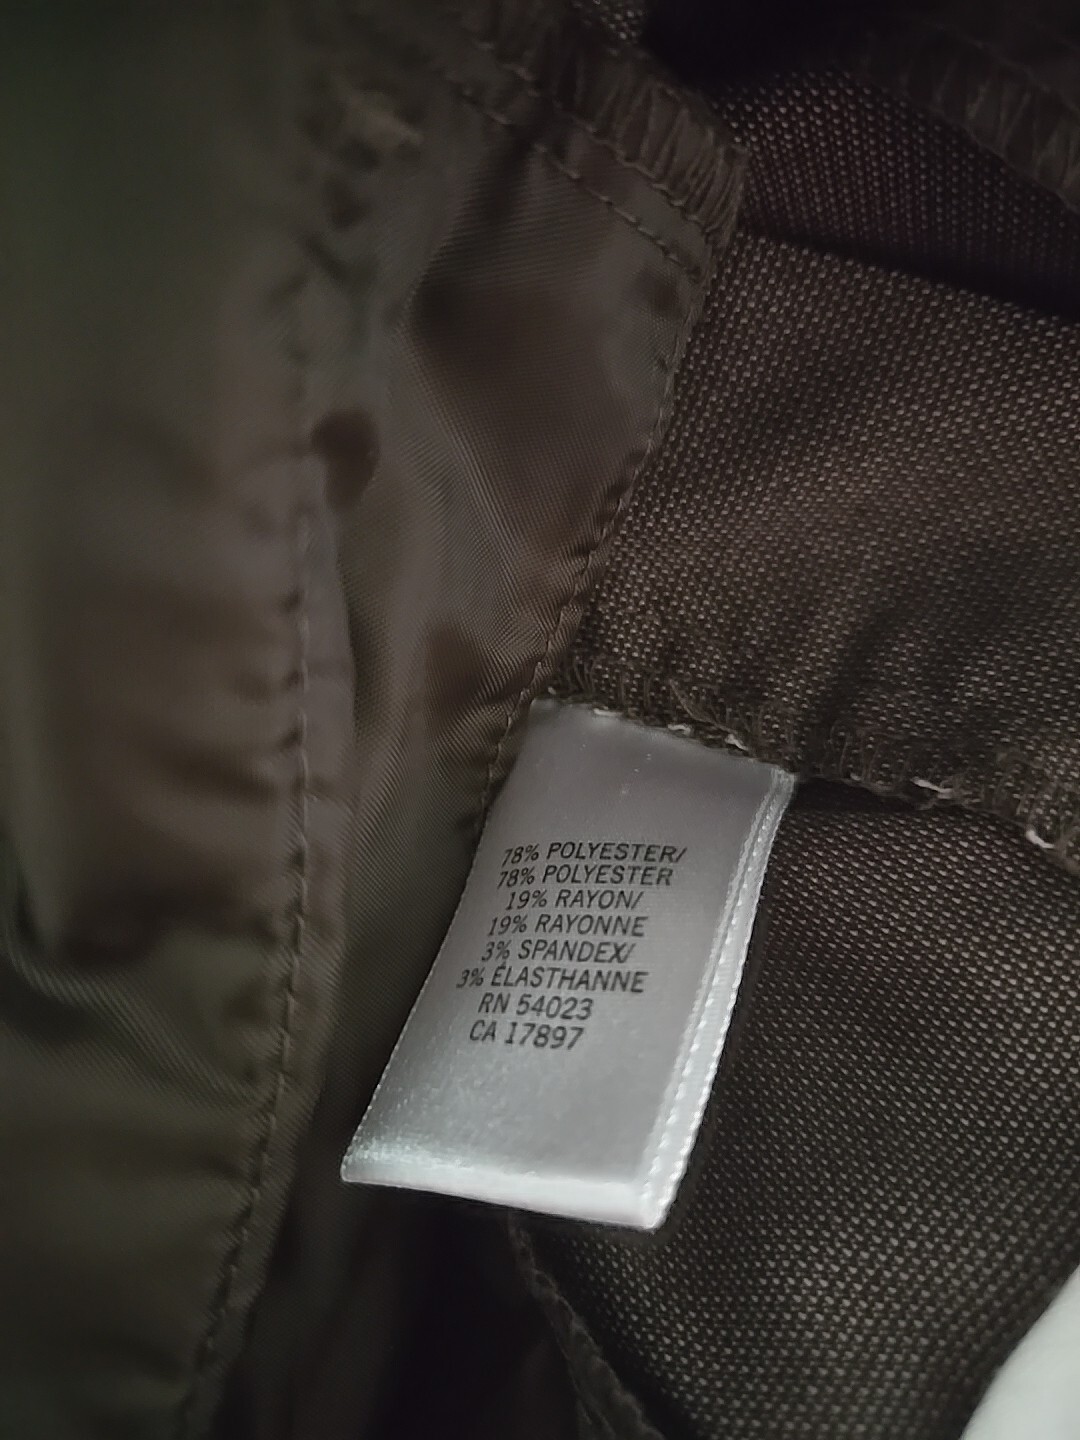 78% POLYESTER/
78% POLYESTER
19% RAYON/
19% RAYONNE
3% SPANDEX/
3% ÉLASTHANNE
RN 54023
CA 17897